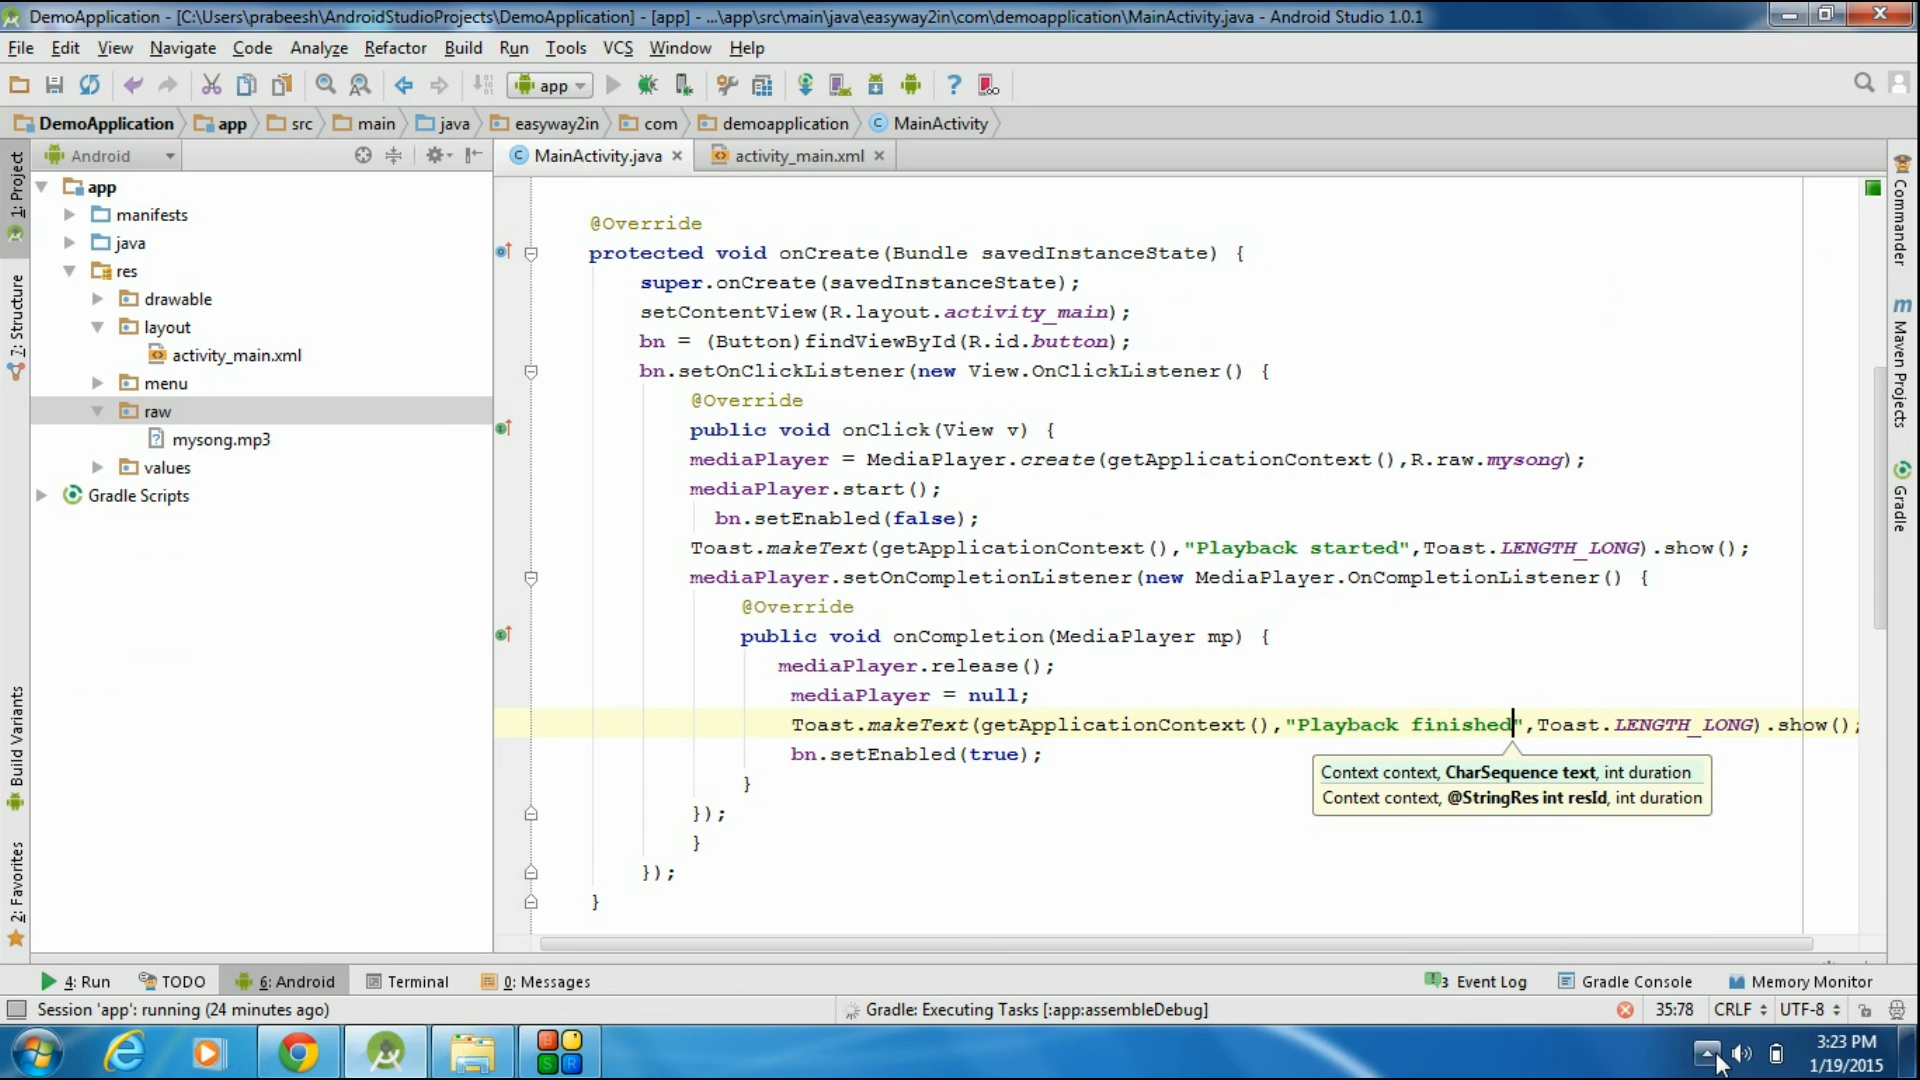 DemoApplication - [C:\Users\prabeesh\AndroidStudioProjects\DemoApplication] - [app] - ...\app\src\main\java\easyway2in\com\demoapplication\MainActivity.java - Android Studio 1.0.1
File Edit View Navigate Code Analyze Refactor Build Run Tools VCS Window Help
app
DemoApplication app src main java easyway2in com demoapplication MainActivity
Android
MainActivity.java activity_main.xml
1: Project
7: Structure
Build Variants
2: Favorites
app
manifests
java
res
drawable
layout
activity_main.xml
menu
raw
mysong.mp3
values
Gradle Scripts
@Override
protected void onCreate(Bundle savedInstanceState) {
super.onCreate(savedInstanceState);
setContentView(R.layout.activity_main);
bn = (Button)findViewById(R.id.button);
bn.setOnClickListener(new View.OnClickListener() {
@Override
public void onClick(View v) {
mediaPlayer = MediaPlayer.create(getApplicationContext(),R.raw.mysong);
mediaPlayer.start();
bn.setEnabled(false);
Toast.makeText(getApplicationContext(),"Playback started",Toast.LENGTH_LONG).show();
mediaPlayer.setOnCompletionListener(new MediaPlayer.OnCompletionListener() {
@Override
public void onCompletion(MediaPlayer mp) {
mediaPlayer.release();
mediaPlayer = null;
Toast.makeText(getApplicationContext(),"Playback finished",Toast.LENGTH_LONG).show();
bn.setEnabled(true);
}
});
}
});
}
Context context, CharSequence text, int duration
Context context, @StringRes int resId, int duration
Commander
Maven Projects
Gradle
4: Run TODO 6: Android Terminal 0: Messages 3 Event Log Gradle Console Memory Monitor
Session 'app': running (24 minutes ago) Gradle: Executing Tasks [:app:assembleDebug] 35:78 CRLF UTF-8
3:23 PM
1/19/2015